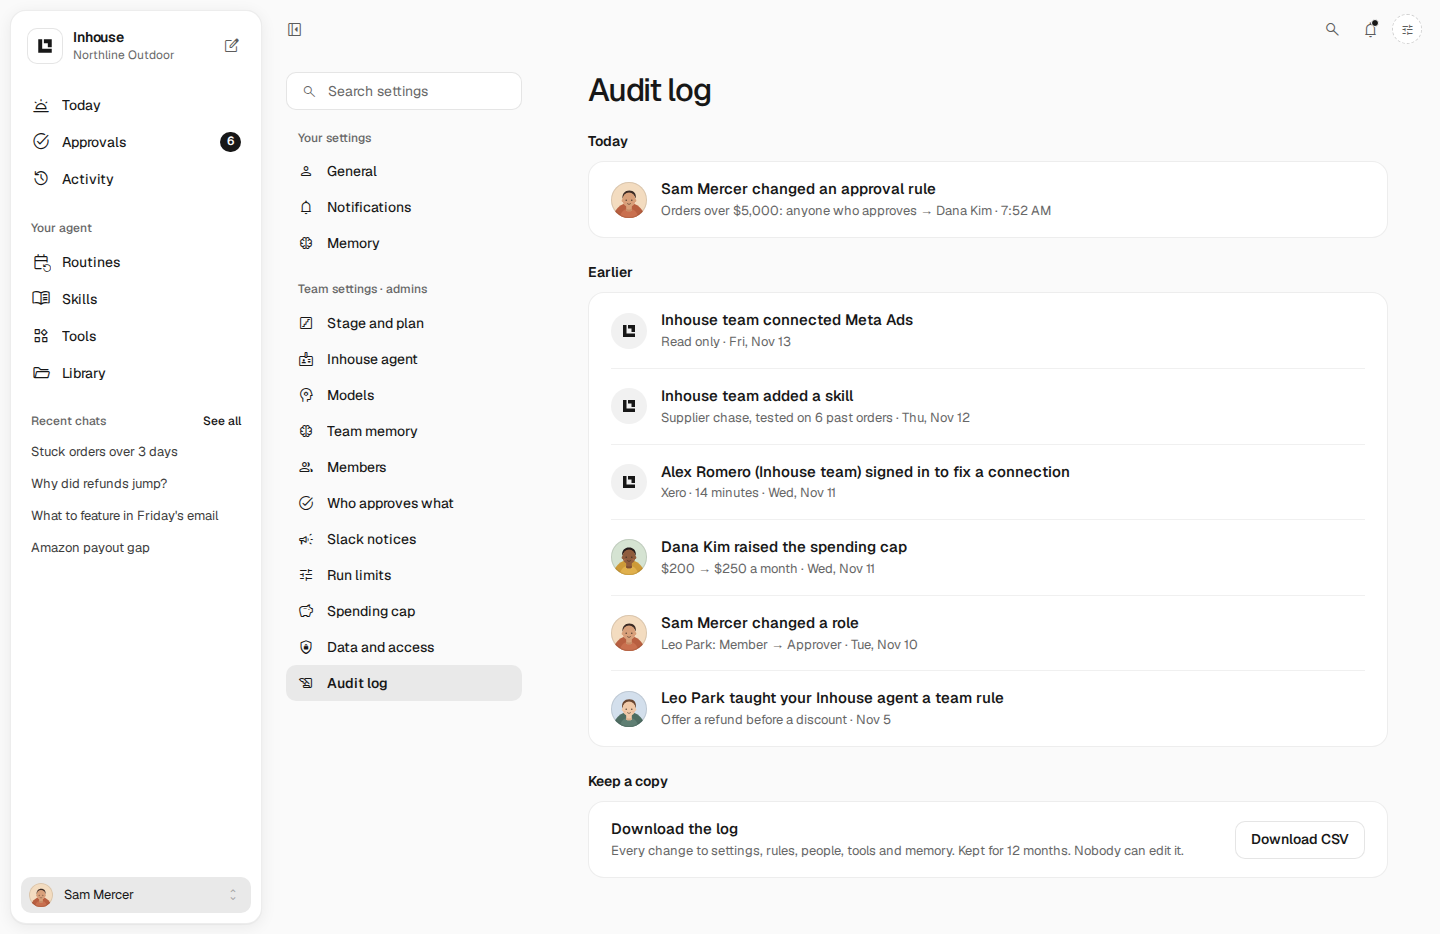 Inhouse
Northline Outdoor
Today
Approvals 6
Activity
Your agent
Routines
Skills
Tools
Library
Recent chats See all
Stuck orders over 3 days
Why did refunds jump?
What to feature in Friday's email
Amazon payout gap
Sam Mercer
Search settings
Your settings
General
Notifications
Memory
Team settings · admins
Stage and plan
Inhouse agent
Models
Team memory
Members
Who approves what
Slack notices
Run limits
Spending cap
Data and access
Audit log
Audit log
Today
Sam Mercer changed an approval rule
Orders over $5,000: anyone who approves → Dana Kim · 7:52 AM
Earlier
Inhouse team connected Meta Ads
Read only · Fri, Nov 13
Inhouse team added a skill
Supplier chase, tested on 6 past orders · Thu, Nov 12
Alex Romero (Inhouse team) signed in to fix a connection
Xero · 14 minutes · Wed, Nov 11
Dana Kim raised the spending cap
$200 → $250 a month · Wed, Nov 11
Sam Mercer changed a role
Leo Park: Member → Approver · Tue, Nov 10
Leo Park taught your Inhouse agent a team rule
Offer a refund before a discount · Nov 5
Keep a copy
Download the log
Every change to settings, rules, people, tools and memory. Kept for 12 months. Nobody can edit it.
Download CSV